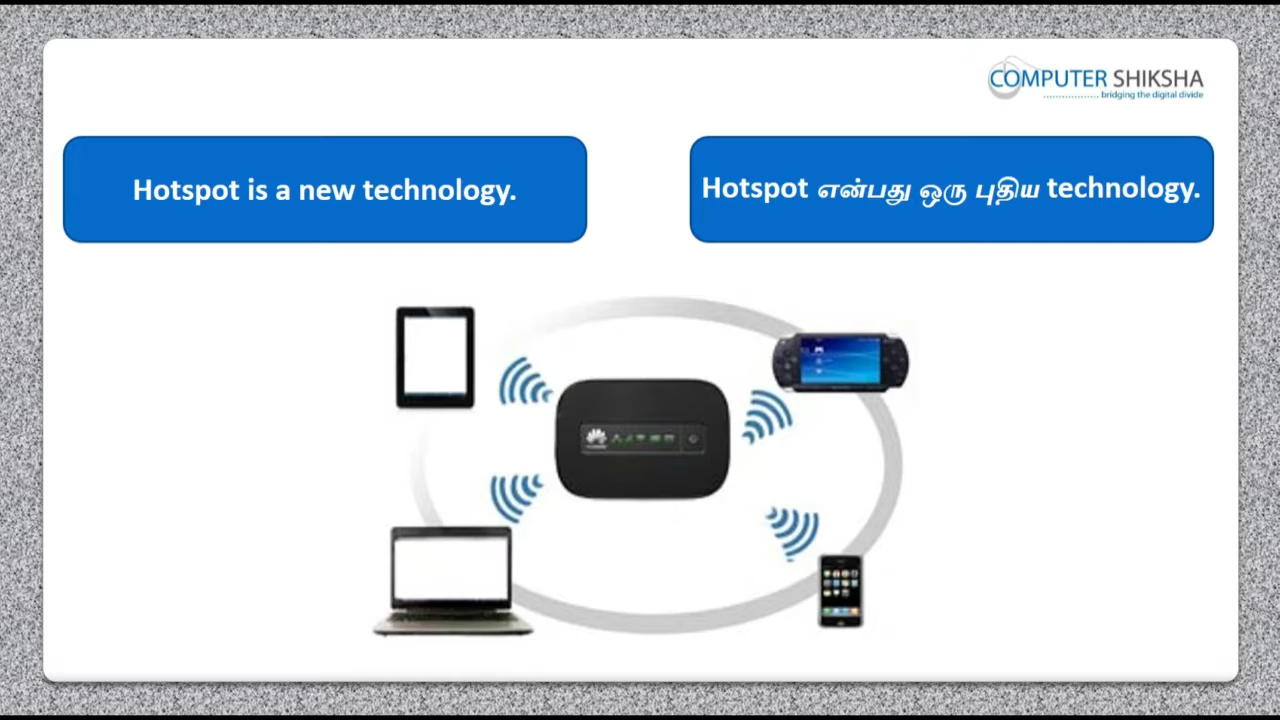 COMPUTER SHIKSHA
bridging the digital divide
Hotspot is a new technology.
Hotspot என்பது ஒரு புதிய technology.